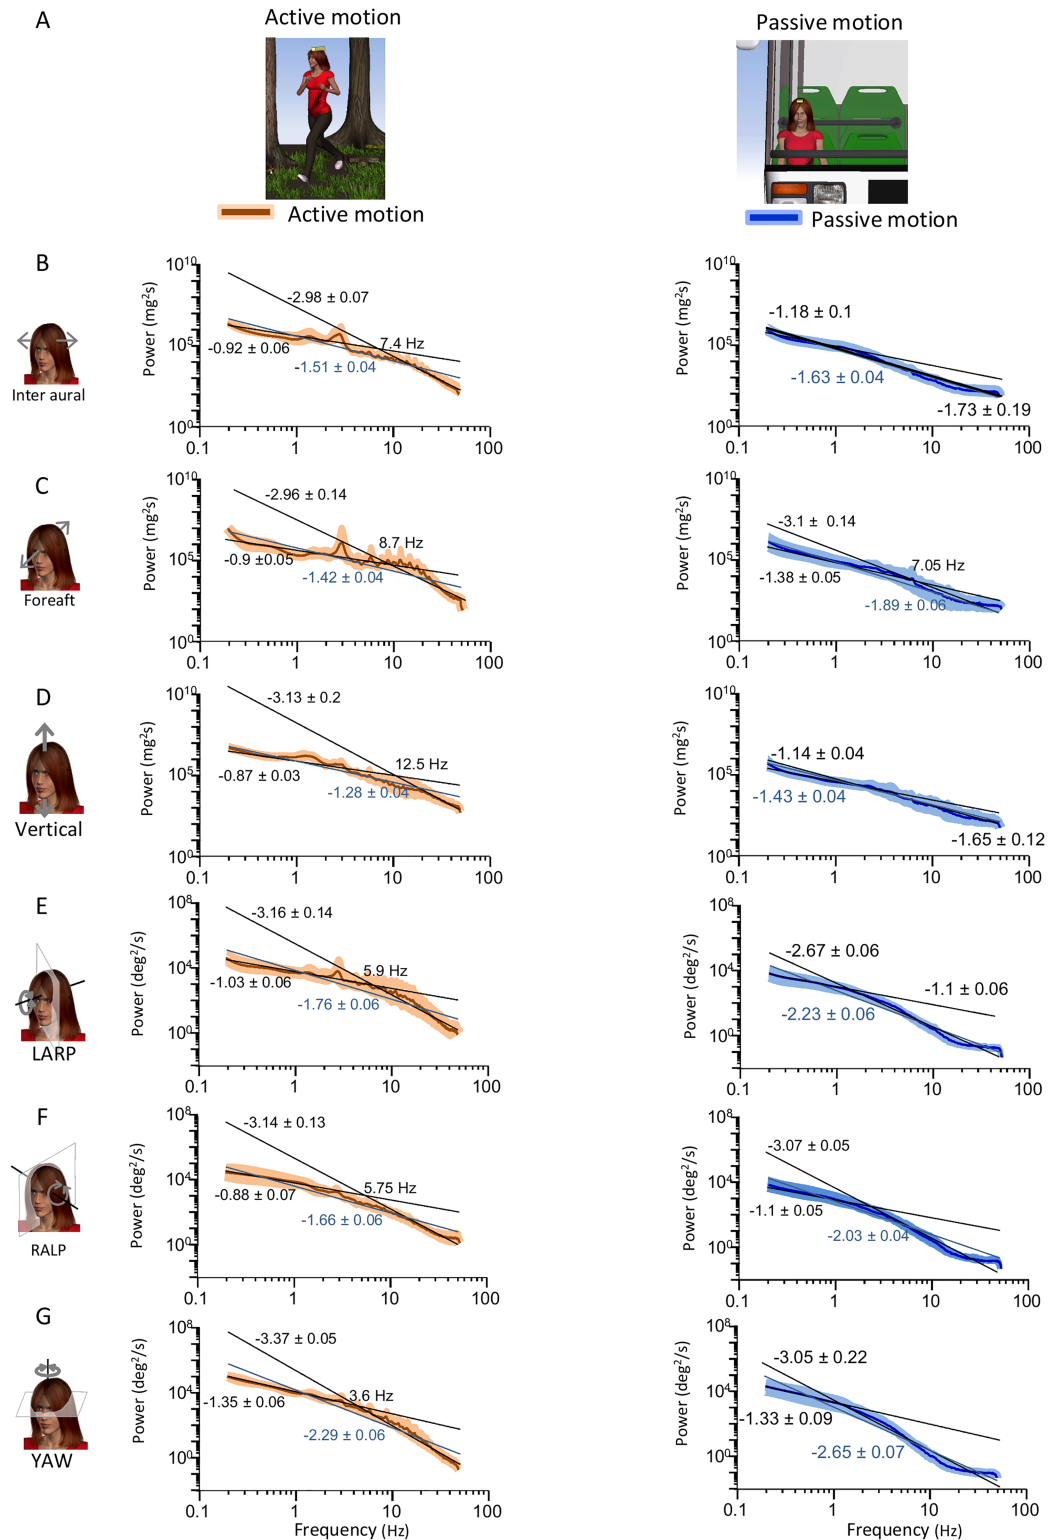 A
Active motion
Passive motion
Active motion
Passive motion
B
Inter aural
Power (mg²s)
10¹⁰
10⁵
10⁰
-2.98 ± 0.07
7.4 Hz
-0.92 ± 0.06
-1.51 ± 0.04
0.1
1
10
100
Power (mg²s)
10¹⁰
10⁵
10⁰
-1.18 ± 0.1
-1.63 ± 0.04
-1.73 ± 0.19
0.1
1
10
100
C
Foreaft
Power (mg²s)
10¹⁰
10⁵
10⁰
-2.96 ± 0.14
8.7 Hz
-0.9 ±0.05
-1.42 ± 0.04
0.1
1
10
100
Power (mg²s)
10¹⁰
10⁵
10⁰
-3.1 ± 0.14
7.05 Hz
-1.38 ± 0.05
-1.89 ± 0.06
0.1
1
10
100
D
Vertical
Power (mg²s)
10¹⁰
10⁵
10⁰
-3.13 ± 0.2
12.5 Hz
-0.87 ± 0.03
-1.28 ± 0.04
0.1
1
10
100
Power (mg²s)
10¹⁰
10⁵
10⁰
-1.14 ± 0.04
-1.43 ± 0.04
-1.65 ± 0.12
0.1
1
10
100
E
LARP
Power (deg²/s)
10⁸
10⁴
10⁰
-3.16 ± 0.14
5.9 Hz
-1.03 ± 0.06
-1.76 ± 0.06
0.1
1
10
100
Power (deg²/s)
10⁸
10⁴
10⁰
-2.67 ± 0.06
-1.1 ± 0.06
-2.23 ± 0.06
0.1
1
10
100
F
RALP
Power (deg²/s)
10⁸
10⁴
10⁰
-3.14 ± 0.13
5.75 Hz
-0.88 ± 0.07
-1.66 ± 0.06
0.1
1
10
100
Power (deg²/s)
10⁸
10⁴
10⁰
-3.07 ± 0.05
-1.1 ± 0.05
-2.03 ± 0.04
0.1
1
10
100
G
YAW
Power (deg²/s)
10⁸
10⁴
10⁰
-3.37 ± 0.05
3.6 Hz
-1.35 ± 0.06
-2.29 ± 0.06
0.1
1
10
100
Frequency (Hz)
Power (deg²/s)
10⁸
10⁴
10⁰
-3.05 ± 0.22
-1.33 ± 0.09
-2.65 ± 0.07
0.1
1
10
100
Frequency (Hz)